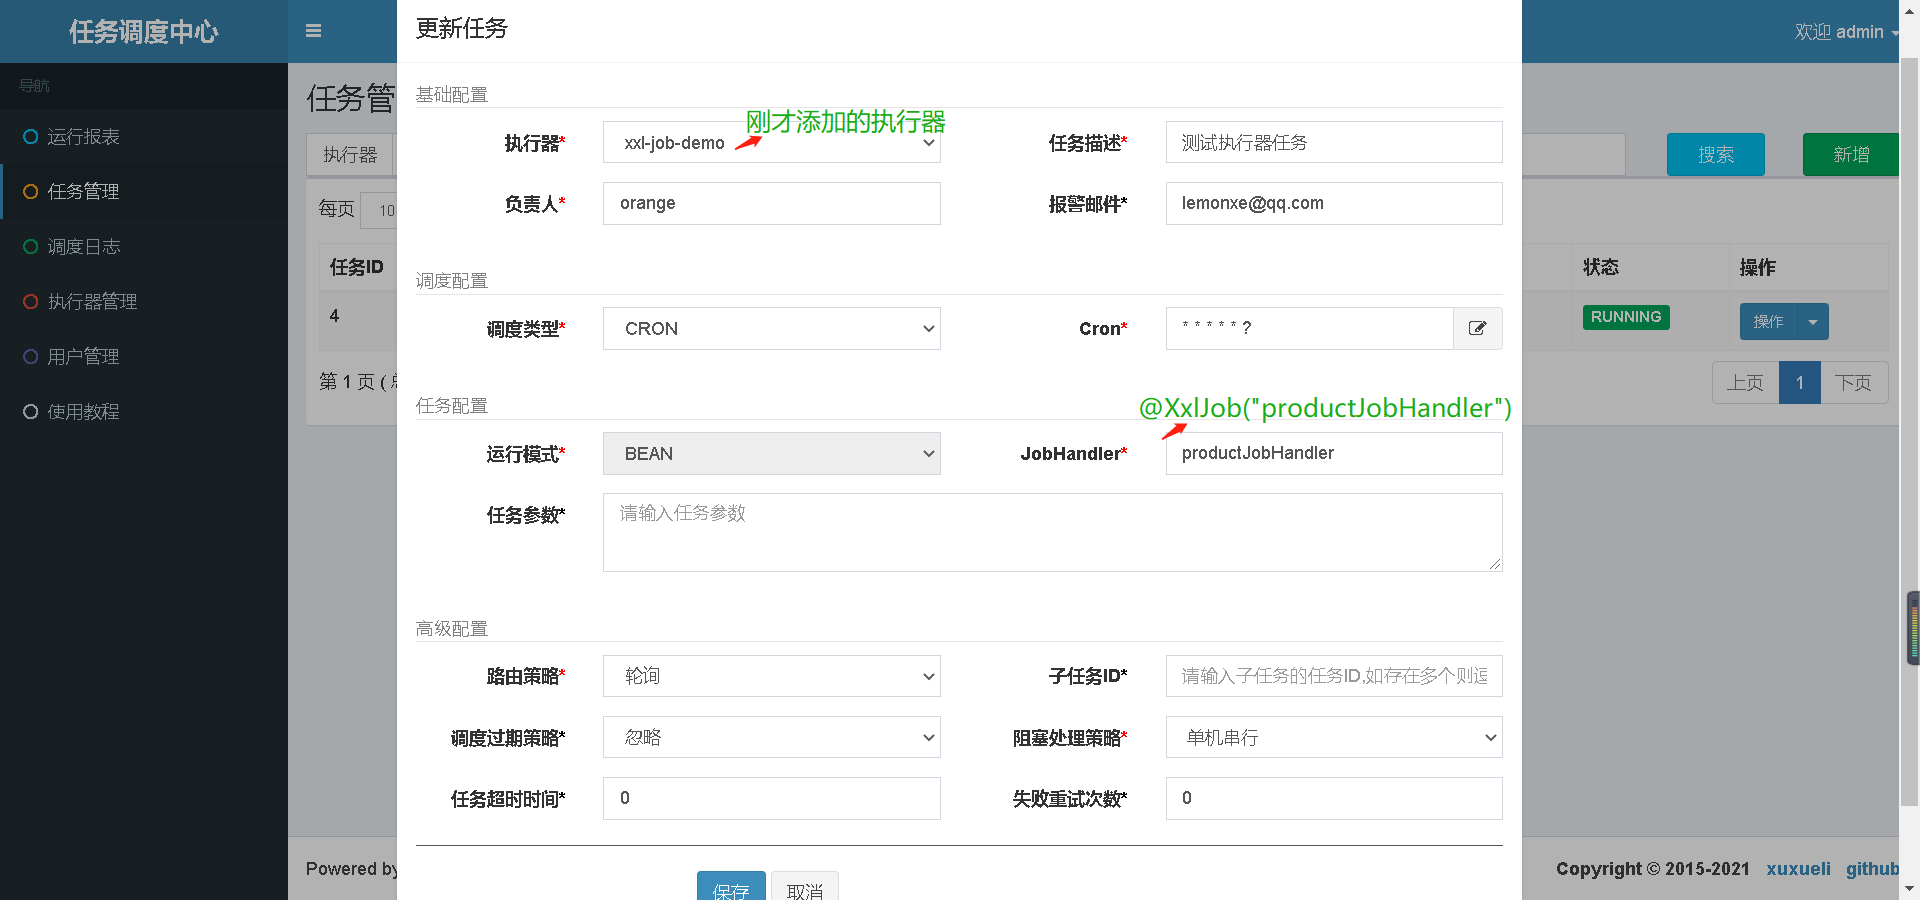 任务调度中心
欢迎 admin
导航
运行报表
任务管理
调度日志
执行器管理
用户管理
使用教程
任务管
执行器
搜索
新增
每页 10
任务ID
状态
操作
4
RUNNING
操作
第 1 页 (
上页 1 下页
更新任务
基础配置
刚才添加的执行器
执行器* xxl-job-demo
任务描述* 测试执行器任务
负责人* orange
报警邮件* lemonxe@qq.com
调度配置
调度类型* CRON
Cron* * * * * * ?
任务配置
@XxlJob("productJobHandler")
运行模式* BEAN
JobHandler* productJobHandler
任务参数* 请输入任务参数
高级配置
路由策略* 轮询
子任务ID* 请输入子任务的任务ID,如存在多个则逗
调度过期策略* 忽略
阻塞处理策略* 单机串行
任务超时时间* 0
失败重试次数* 0
保存 取消
Powered by
Copyright © 2015-2021 xuxueli github